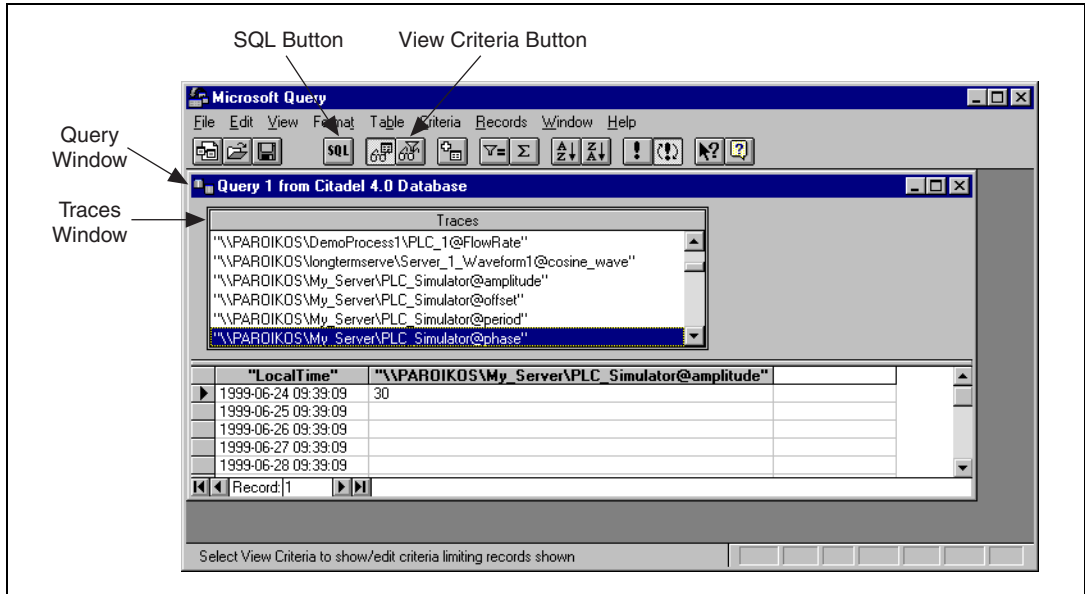 SQL Button
View Criteria Button
Microsoft Query
File Edit View Format Table Criteria Records Window Help
Query
Window
SQL
Query 1 from Citadel 4.0 Database
Traces
Window
Traces
"\\PAROIKOS\DemoProcess1\PLC_1@FlowRate"
"\\PAROIKOS\longtermserve\Server_1_Waveform1@cosine_wave"
"\\PAROIKOS\My_Server\PLC_Simulator@amplitude"
"\\PAROIKOS\My_Server\PLC_Simulator@offset"
"\\PAROIKOS\My_Server\PLC_Simulator@period"
"\\PAROIKOS\My_Server\PLC_Simulator@phase"
"LocalTime" "\\PAROIKOS\My_Server\PLC_Simulator@amplitude"
1999-06-24 09:39:09 30
1999-06-25 09:39:09
1999-06-26 09:39:09
1999-06-27 09:39:09
1999-06-28 09:39:09
Record: 1
Select View Criteria to show/edit criteria limiting records shown